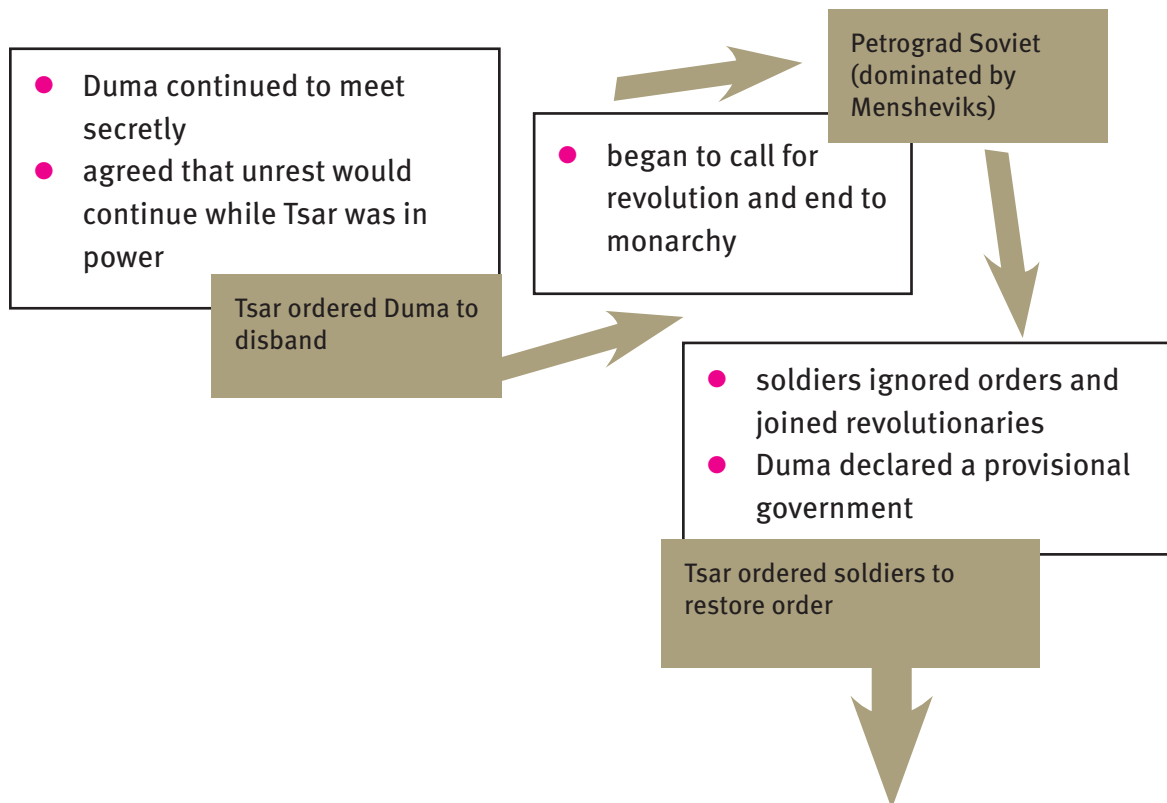 ● Duma continued to meet
secretly
● agreed that unrest would
continue while Tsar was in
power
Tsar ordered Duma to
disband
● began to call for
revolution and end to
monarchy
Petrograd Soviet
(dominated by
Mensheviks)
● soldiers ignored orders and
joined revolutionaries
● Duma declared a provisional
government
Tsar ordered soldiers to
restore order